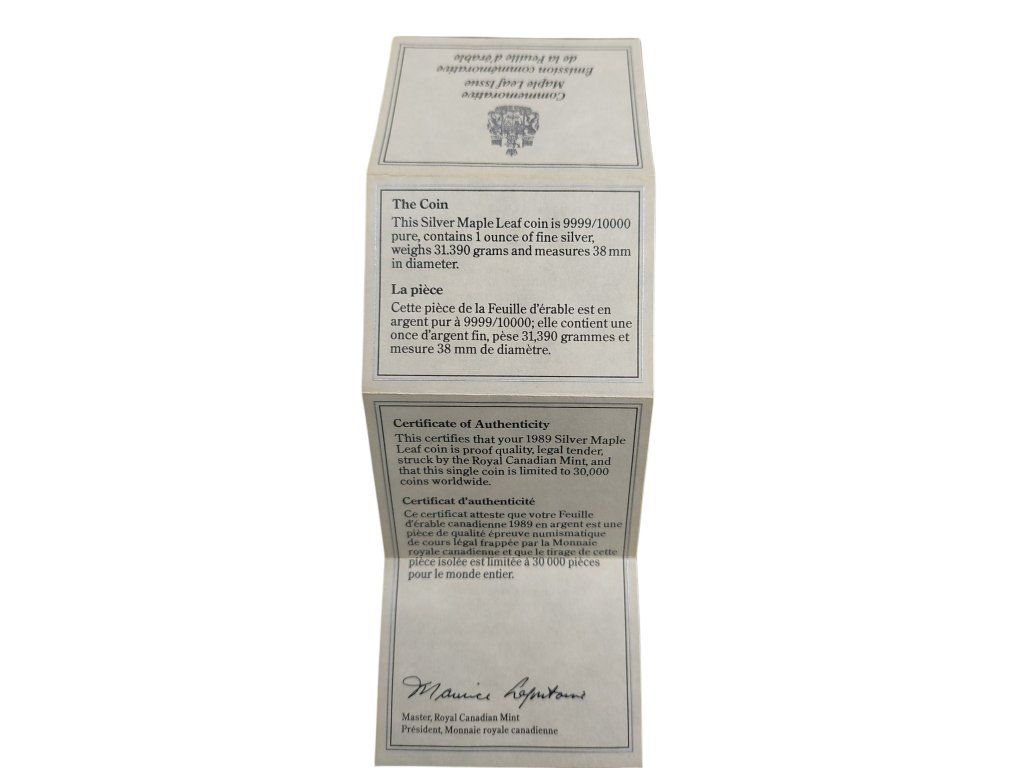 Commemorative
Maple Leaf Issue
Émission commémorative
de la Feuille d'érable
The Coin
This Silver Maple Leaf coin is 9999/10000
pure, contains 1 ounce of fine silver,
weighs 31.390 grams and measures 38 mm
in diameter.
La pièce
Cette pièce de la Feuille d'érable est en
argent pur à 9999/10000; elle contient une
once d'argent fin, pèse 31,390 grammes et
mesure 38 mm de diamètre.
Certificate of Authenticity
This certifies that your 1989 Silver Maple
Leaf coin is proof quality, legal tender,
struck by the Royal Canadian Mint, and
that this single coin is limited to 30,000
coins worldwide.
Certificat d'authenticité
Ce certificat atteste que votre Feuille
d'érable canadienne 1989 en argent est une
pièce de qualité épreuve numismatique
de cours légal frappée par la Monnaie
royale canadienne et que le tirage de cette
pièce isolée est limitée à 30 000 pièces
pour le monde entier.
Maurice
Master, Royal Canadian Mint
Président, Monnaie royale canadienne